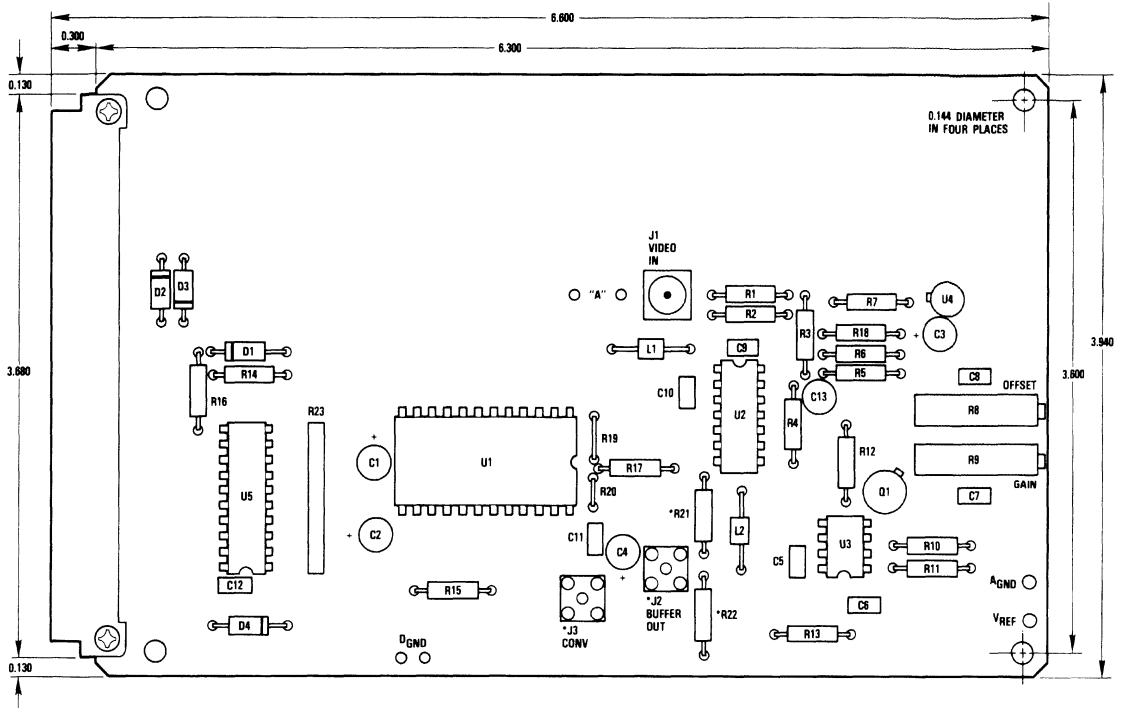 6.600
0.300
6.300
0.130
0.144 DIAMETER
IN FOUR PLACES
J1
VIDEO
IN
D2
D3
"A"
R1
R2
R3
R7
U4
C3
+
R18
R6
R5
3.940
3.600
3.680
D1
R14
R16
L1
C9
C10
U2
C13
R4
C8
OFFSET
R8
R9
GAIN
C7
R23
+
C1
U1
R19
R17
R20
R12
Q1
U5
+
C2
C11
C4
+
*R21
L2
C5
U3
R10
R11
C12
R15
*J2
BUFFER
OUT
*R22
C6
AGND
VREF
D4
DGND
*J3
CONV
R13
0.130